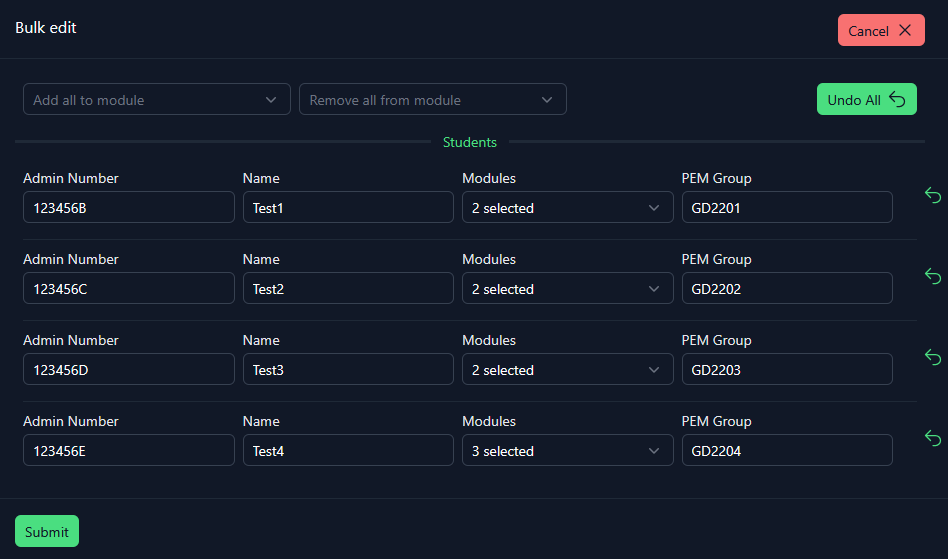 Bulk edit
Cancel
Add all to module Remove all from module Undo All
Students
Admin Number Name Modules PEM Group
123456B Test1 2 selected GD2201
Admin Number Name Modules PEM Group
123456C Test2 2 selected GD2202
Admin Number Name Modules PEM Group
123456D Test3 2 selected GD2203
Admin Number Name Modules PEM Group
123456E Test4 3 selected GD2204
Submit